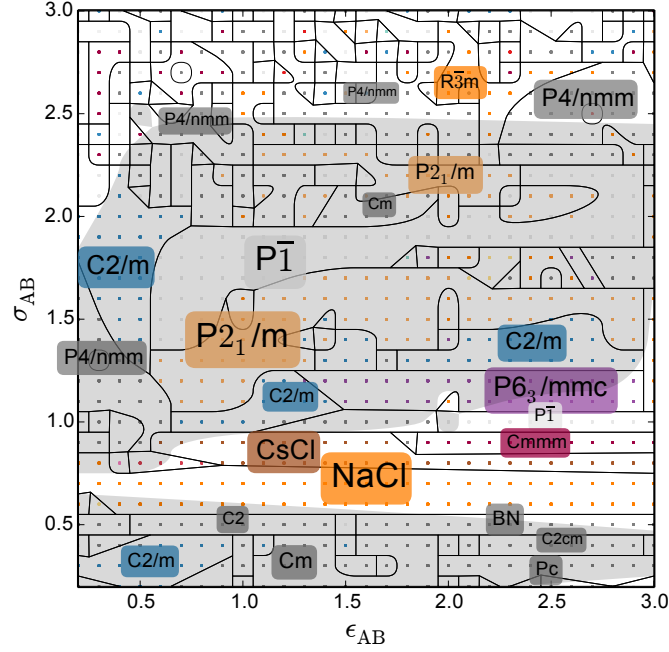 3.0
R3̅m
P4/nmm
P4/nmm
2.5
P4/nmm
P2₁/m
Cm
2.0
σ_AB
C2/m
P1̅
1.5
P2₁/m
C2/m
P4/nmm
P6₃/mmc
C2/m
P1̅
1.0
Cmmm
CsCl
NaCl
0.5
C2
BN
C2cm
C2/m
Cm
Pc
0.5 1.0 1.5 2.0 2.5 3.0
ϵ_AB